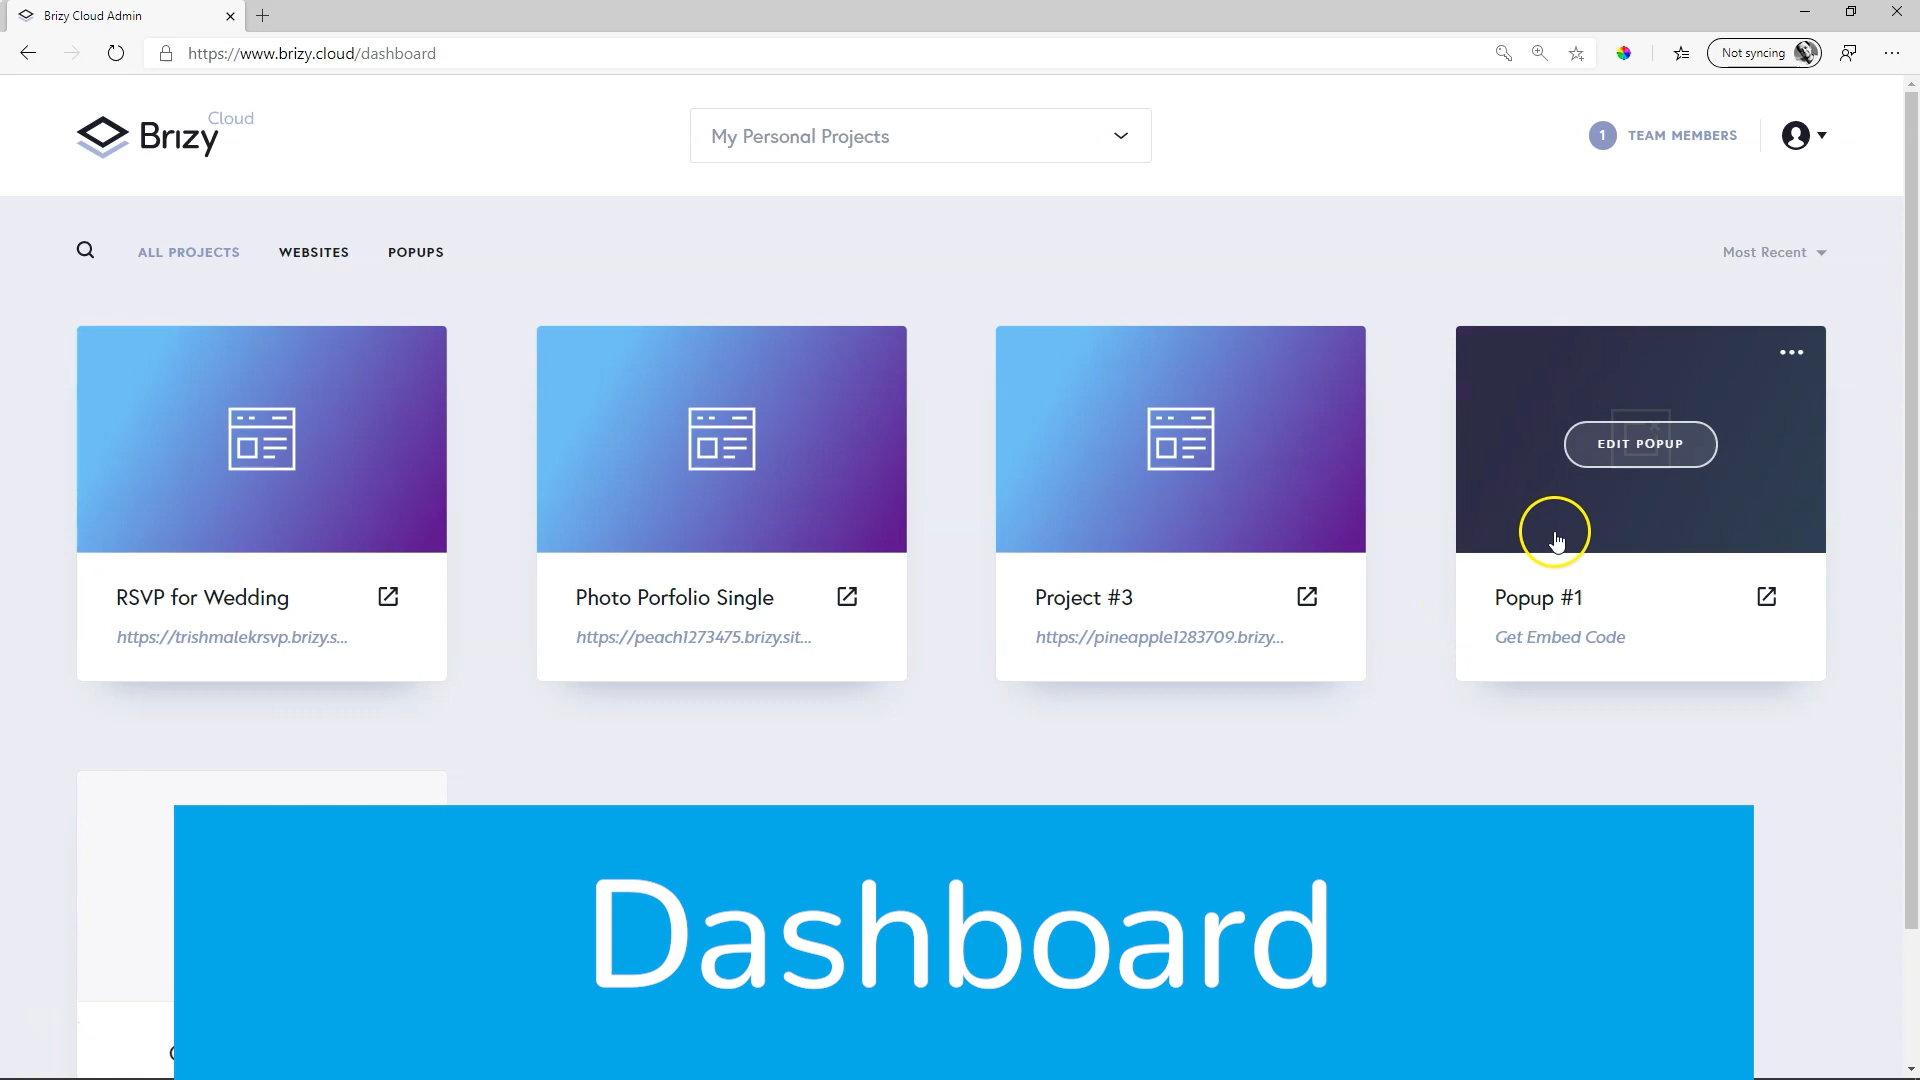 Brizy Cloud Admin
https://www.brizy.cloud/dashboard
Not syncing
Brizy Cloud
My Personal Projects
1 TEAM MEMBERS
ALL PROJECTS WEBSITES POPUPS
Most Recent
EDIT POPUP
RSVP for Wedding
https://trishmalekrsvp.brizy.s...
Photo Porfolio Single
https://peach1273475.brizy.sit...
Project #3
https://pineapple1283709.brizy...
Popup #1
Get Embed Code
Dashboard